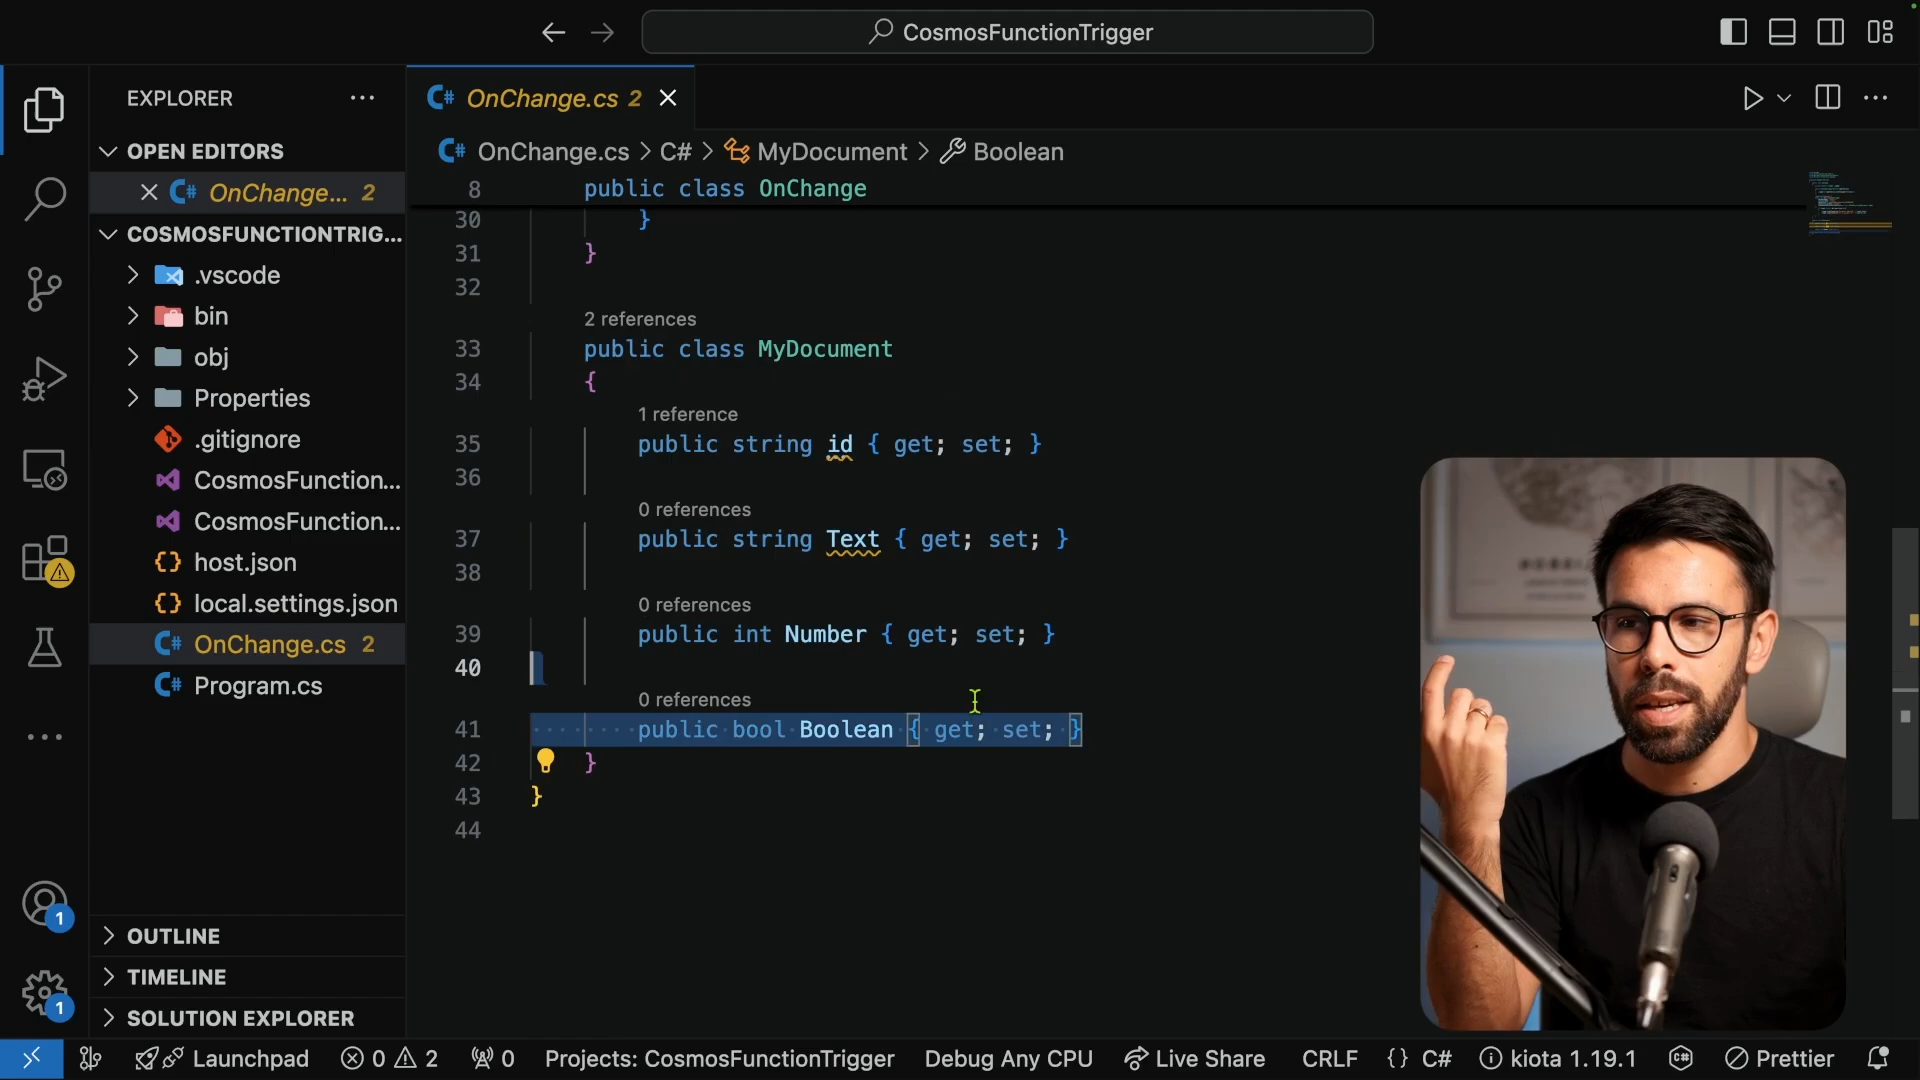 CosmosFunctionTrigger
EXPLORER
OPEN EDITORS
OnChange... 2
COSMOSFUNCTIONTRIG...
.vscode
bin
obj
Properties
.gitignore
CosmosFunction...
CosmosFunction...
host.json
local.settings.json
OnChange.cs 2
Program.cs
OUTLINE
TIMELINE
SOLUTION EXPLORER
1
1
OnChange.cs 2
OnChange.cs > C# > MyDocument > Boolean
8 public class OnChange
30 }
31 }
32
2 references
33 public class MyDocument
34 {
1 reference
35 public string id { get; set; }
36
0 references
37 public string Text { get; set; }
38
0 references
39 public int Number { get; set; }
40
0 references
41 public bool Boolean { get; set; }
42 }
43 }
44
Launchpad 0 2 0 Projects: CosmosFunctionTrigger Debug Any CPU Live Share CRLF {} C# kiota 1.19.1 Prettier